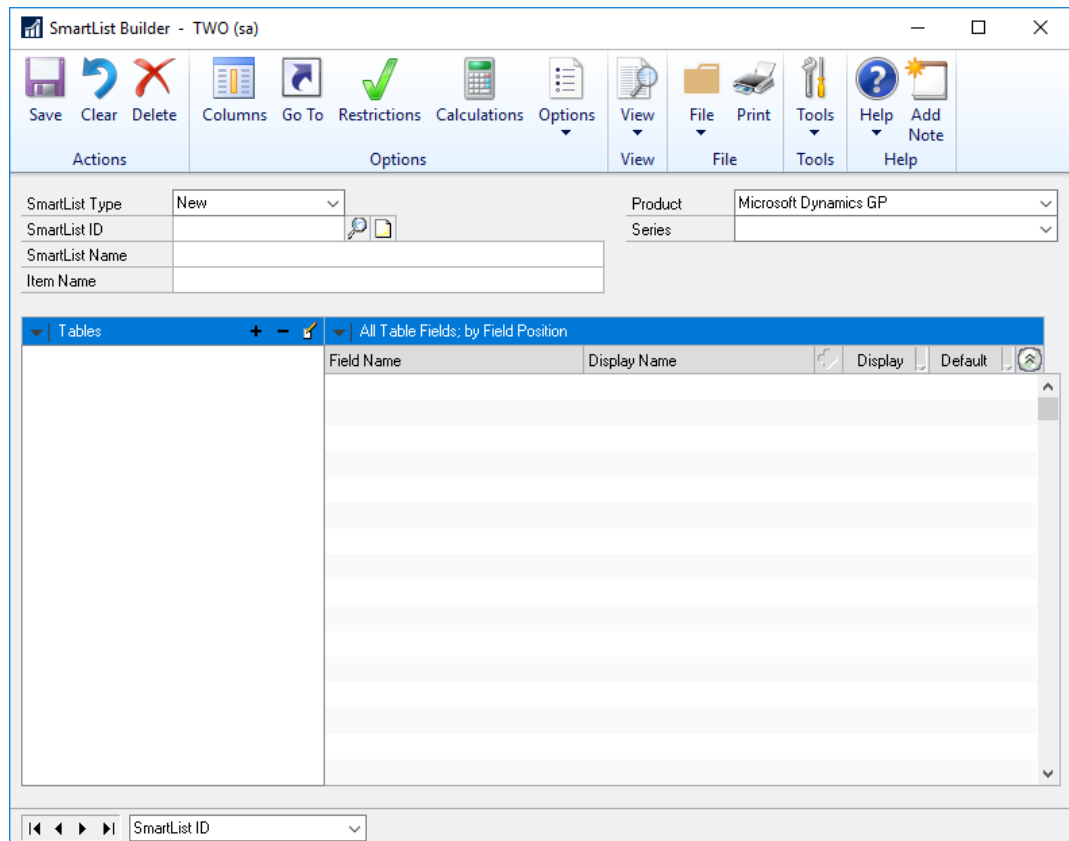 SmartList Builder - TWO (sa)
Save Clear Delete Columns Go To Restrictions Calculations Options View File Print Tools Help Add Note
Actions Options View File Tools Help
SmartList Type New Product Microsoft Dynamics GP
SmartList ID Series
SmartList Name
Item Name
Tables All Table Fields; by Field Position
Field Name Display Name Display Default
SmartList ID